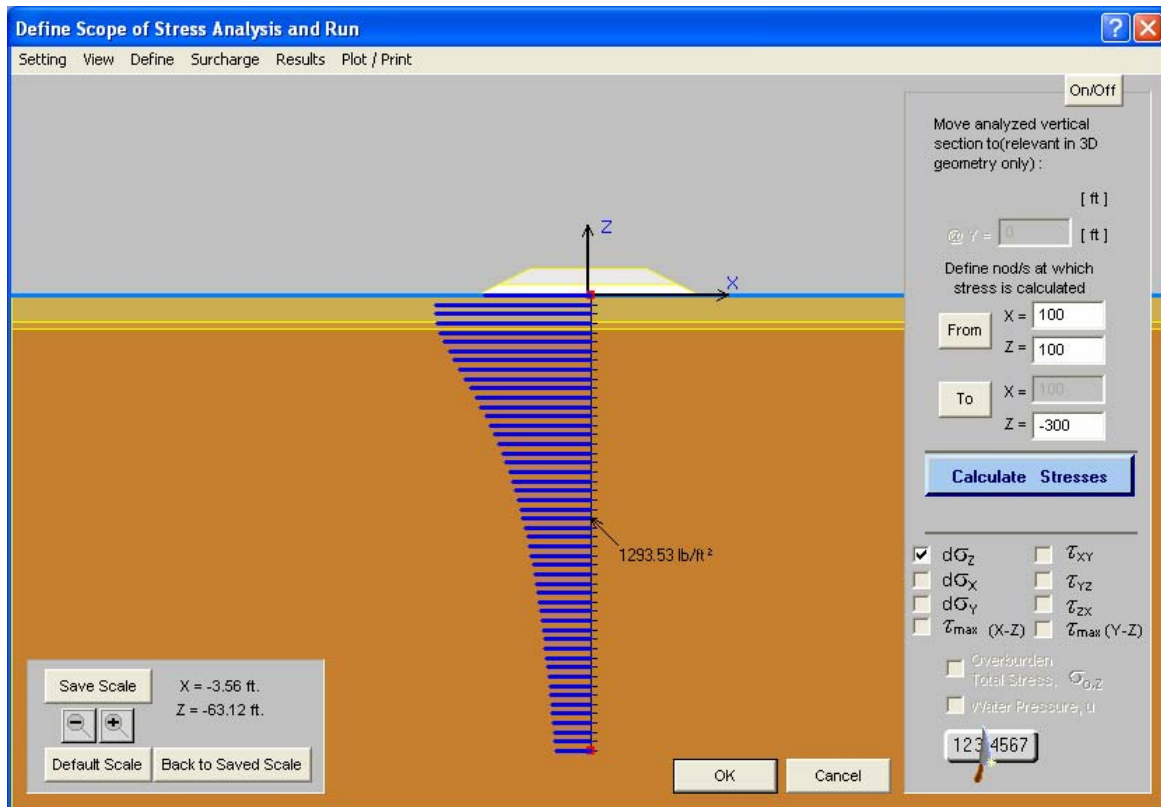 Define Scope of Stress Analysis and Run
Setting View Define Surcharge Results Plot / Print
On/Off
Move analyzed vertical
section to(relevant in 3D
geometry only) :
[ ft ]
@ Y = 0 [ ft ]
Define nod/s at which
stress is calculated
From
X = 100
Z = 100
To
X = 100
Z = -300
Calculate Stresses
dσZ
τXY
dσX
τYZ
dσY
τZX
τmax (X-Z)
τmax (Y-Z)
Overburden
Total Stress, σ0,Z
Water Pressure, u
123 4567
Z
X
1293.53 lb/ft²
Save Scale
X = -3.56 ft.
Z = -63.12 ft.
Default Scale
Back to Saved Scale
OK
Cancel